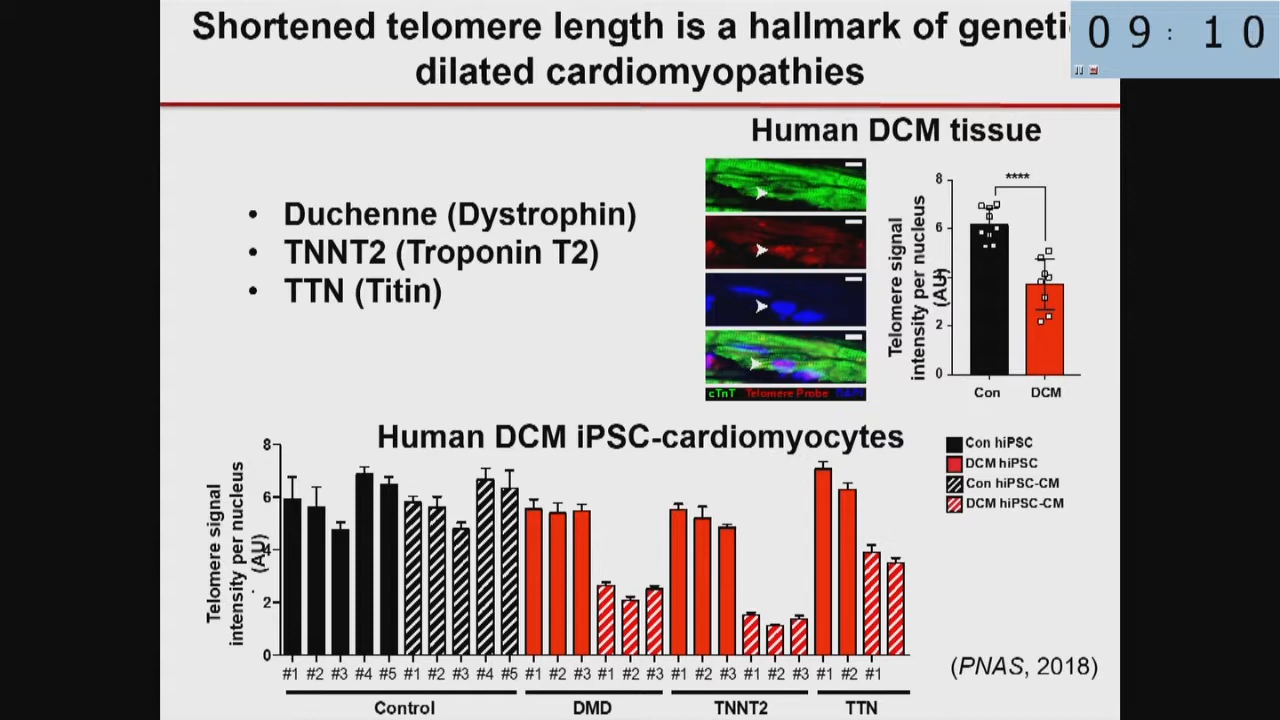 Shortened telomere length is a hallmark of geneti
dilated cardiomyopathies
09:10
Human DCM tissue
• Duchenne (Dystrophin)
• TNNT2 (Troponin T2)
• TTN (Titin)
cTnT Telomere Probe DAPI
Telomere signal
intensity per nucleus
(AU)
8
6
2
0
****
Con DCM
Human DCM iPSC-cardiomyocytes
Telomere signal
intensity per nucleus
(AU)
8
6
4
2
0
Con hiPSC
DCM hiPSC
Con hiPSC-CM
DCM hiPSC-CM
#1 #2 #3 #4 #5 #1 #2 #3 #4 #5 #1 #2 #3 #1 #2 #3 #1 #2 #3 #1 #2 #3 #1 #2 #1
Control DMD TNNT2 TTN
(PNAS, 2018)